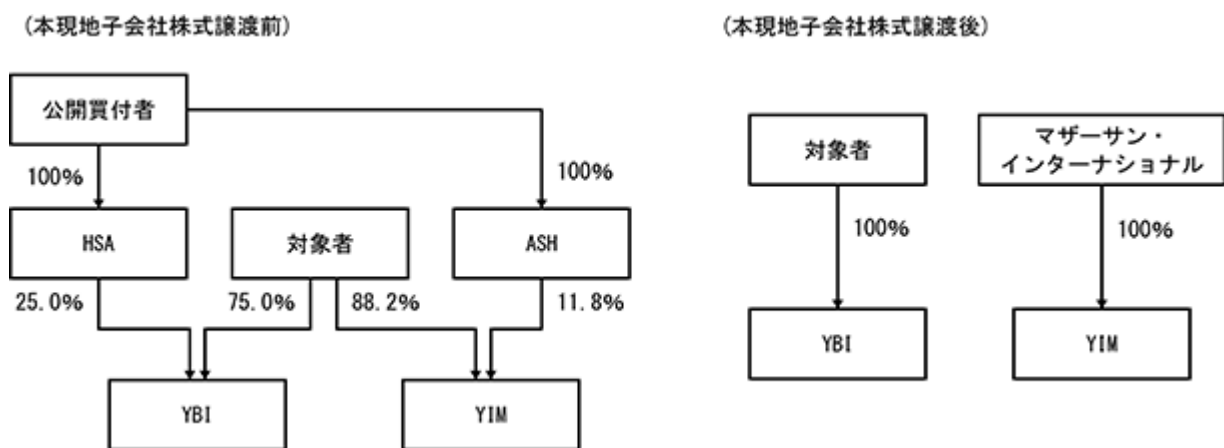 (本現地子会社株式譲渡前)
公開買付者
100%
100%
HSA
対象者
ASH
25.0%
75.0%
88.2%
11.8%
YBI
YIM
(本現地子会社株式譲渡後)
対象者
マザーサン・
インターナショナル
100%
100%
YBI
YIM